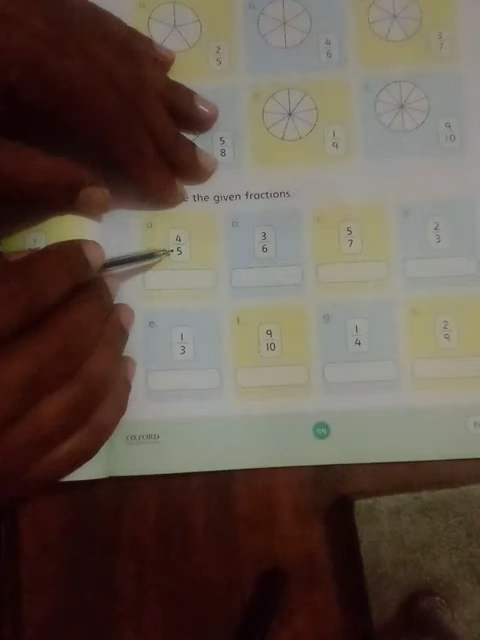 2/5
4/6
3/7
5/8
1/9
9/10
e the given fractions.
a
4/5
b
3/6
c
5/7
2/3
e
1/3
f
9/10
g
1/4
2/9
OXFORD
99